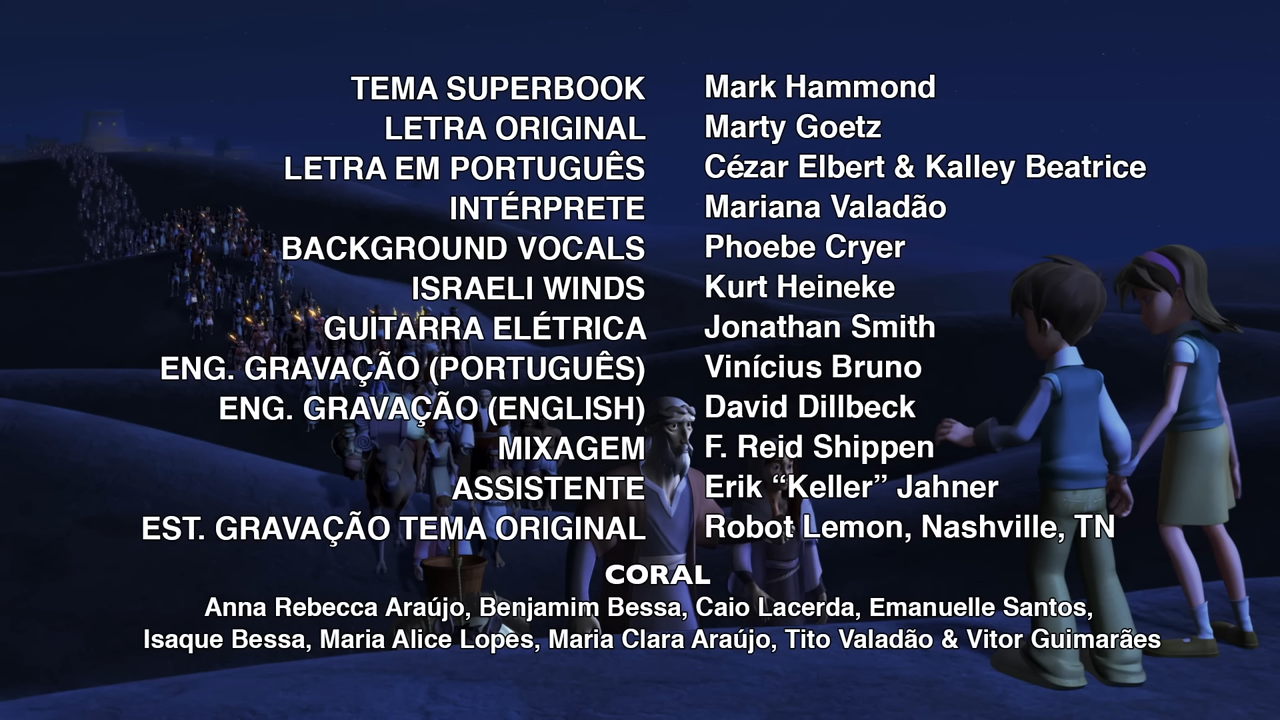 TEMA SUPERBOOK Mark Hammond
LETRA ORIGINAL Marty Goetz
LETRA EM PORTUGUÊS Cézar Elbert & Kalley Beatrice
INTÉRPRETE Mariana Valadão
BACKGROUND VOCALS Phoebe Cryer
ISRAELI WINDS Kurt Heineke
GUITARRA ELÉTRICA Jonathan Smith
ENG. GRAVAÇÃO (PORTUGUÊS) Vinícius Bruno
ENG. GRAVAÇÃO (ENGLISH) David Dillbeck
MIXAGEM F. Reid Shippen
ASSISTENTE Erik “Keller” Jahner
EST. GRAVAÇÃO TEMA ORIGINAL Robot Lemon, Nashville, TN
CORAL
Anna Rebecca Araújo, Benjamim Bessa, Caio Lacerda, Emanuelle Santos,
Isaque Bessa, Maria Alice Lopes, Maria Clara Araújo, Tito Valadão & Vitor Guimarães